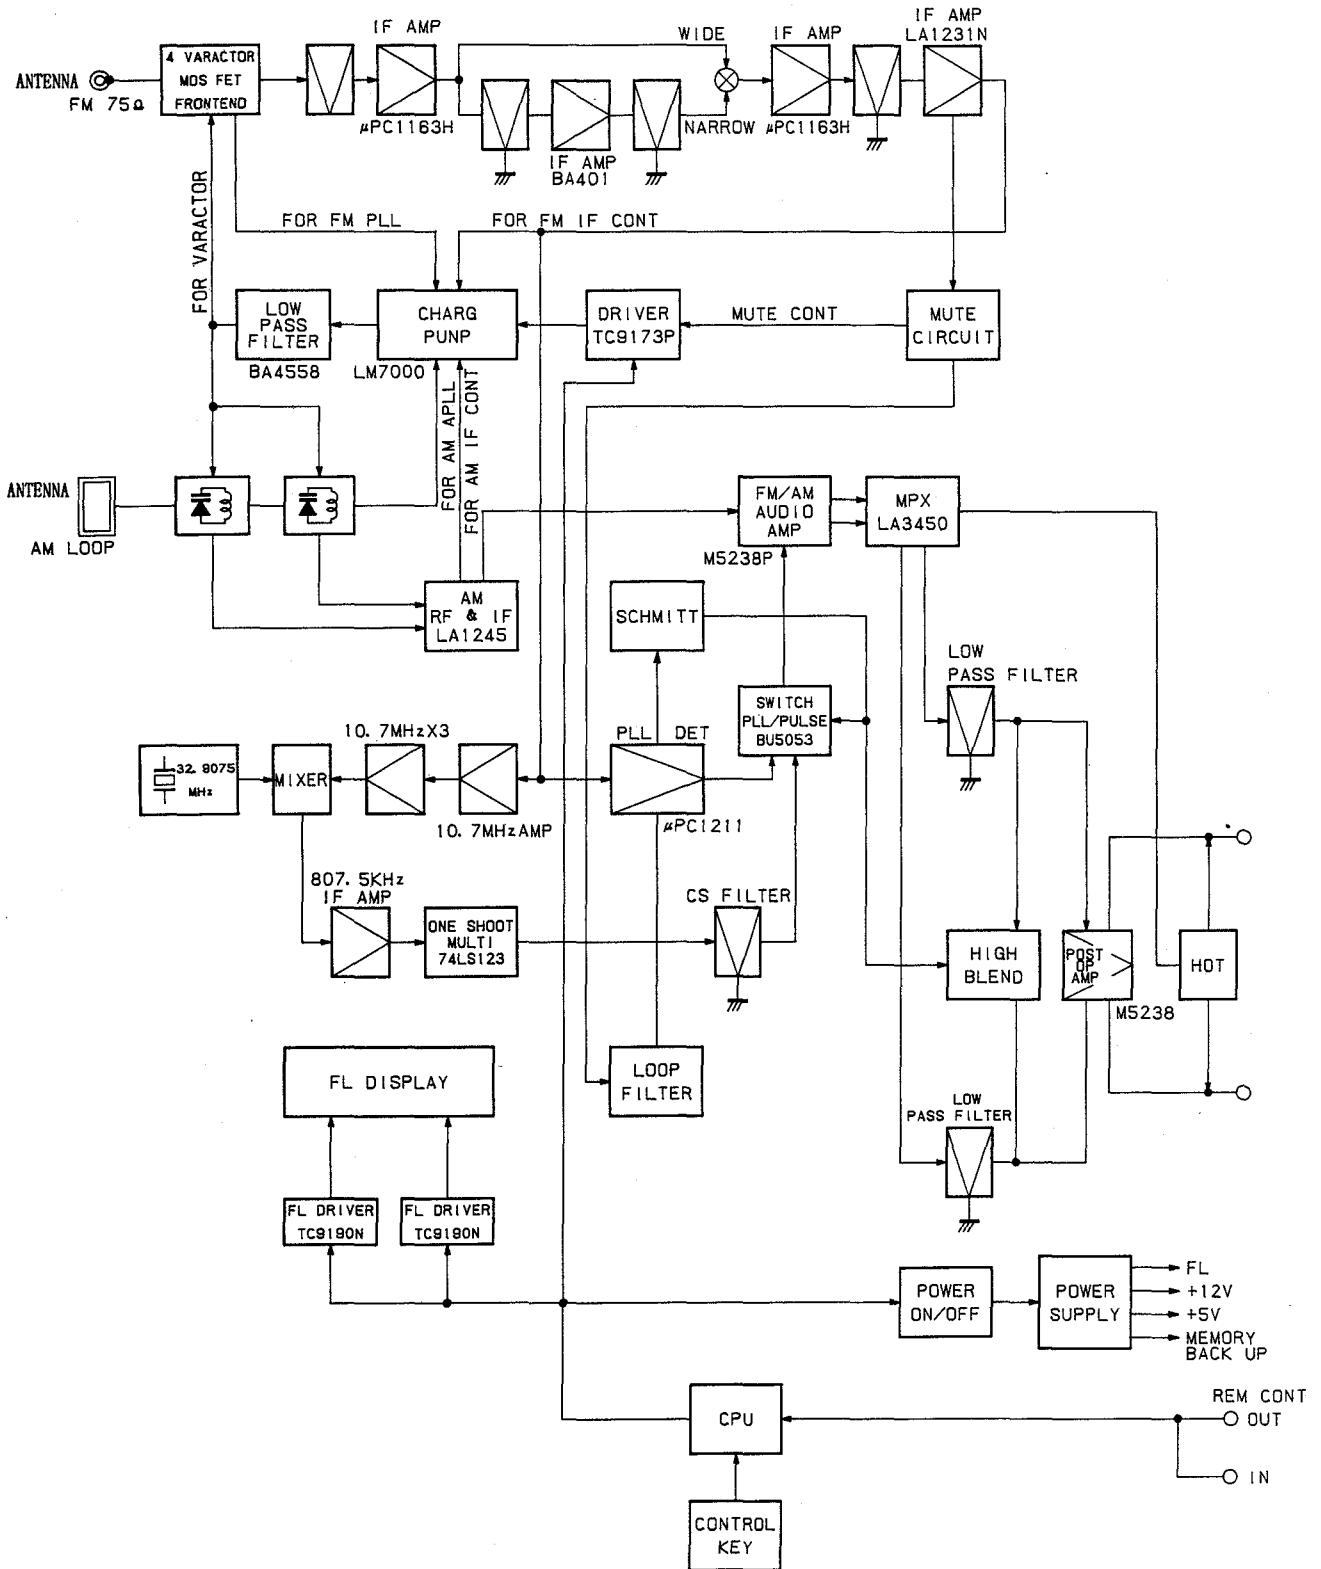 IF AMP
LA1231N
IF AMP
WIDE
IF AMP
4 VARACTOR
MOS FET
FRONTEND
ANTENNA
FM 75Ω
μPC1163H
NARROW
μPC1163H
IF AMP
BA401
FOR VARACTOR
FOR FM PLL
FOR FM IF CONT
LOW
PASS
FILTER
BA4558
CHARG
PUNP
LM7000
DRIVER
TC9173P
MUTE CONT
MUTE
CIRCUIT
FOR AM APLL
FOR AM IF CONT
ANTENNA
AM LOOP
FM/AM
AUDIO
AMP
M5238P
MPX
LA3450
AM
RF & IF
LA1245
SCHMITT
LOW
PASS FILTER
SWITCH
PLL/PULSE
BU5053
10.7MHzX3
PLL DET
32.8075
MHz
MIXER
10.7MHzAMP
μPC1211
807.5KHz
IF AMP
CS FILTER
ONE SHOOT
MULTI
74LS123
HIGH
BLEND
POST
OP
AMP
M5238
HOT
FL DISPLAY
LOOP
FILTER
LOW
PASS FILTER
FL DRIVER
TC9190N
FL DRIVER
TC9190N
POWER
ON/OFF
POWER
SUPPLY
FL
+12V
+5V
MEMORY
BACK UP
CPU
REM CONT
OUT
IN
CONTROL
KEY